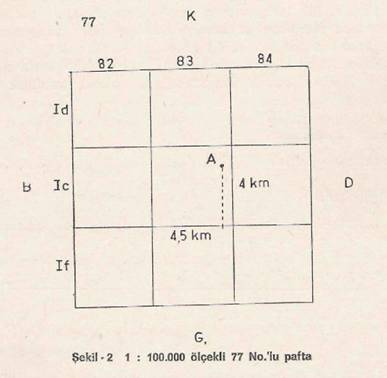 77 K
82 83 84
Id
A
B Ic 4 km D
4,5 km
If
G.
Şekil - 2 1 : 100.000 ölçekli 77 No.'lu pafta